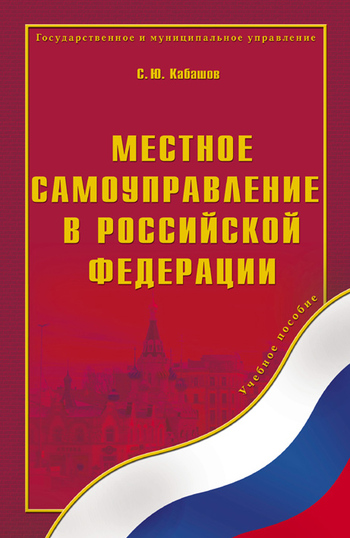 Государственное и муниципальное управление
С. Ю. Кабашов
МЕСТНОЕ
САМОУПРАВЛЕНИЕ
В РОССИЙСКОЙ
ФЕДЕРАЦИИ
Учебное пособие